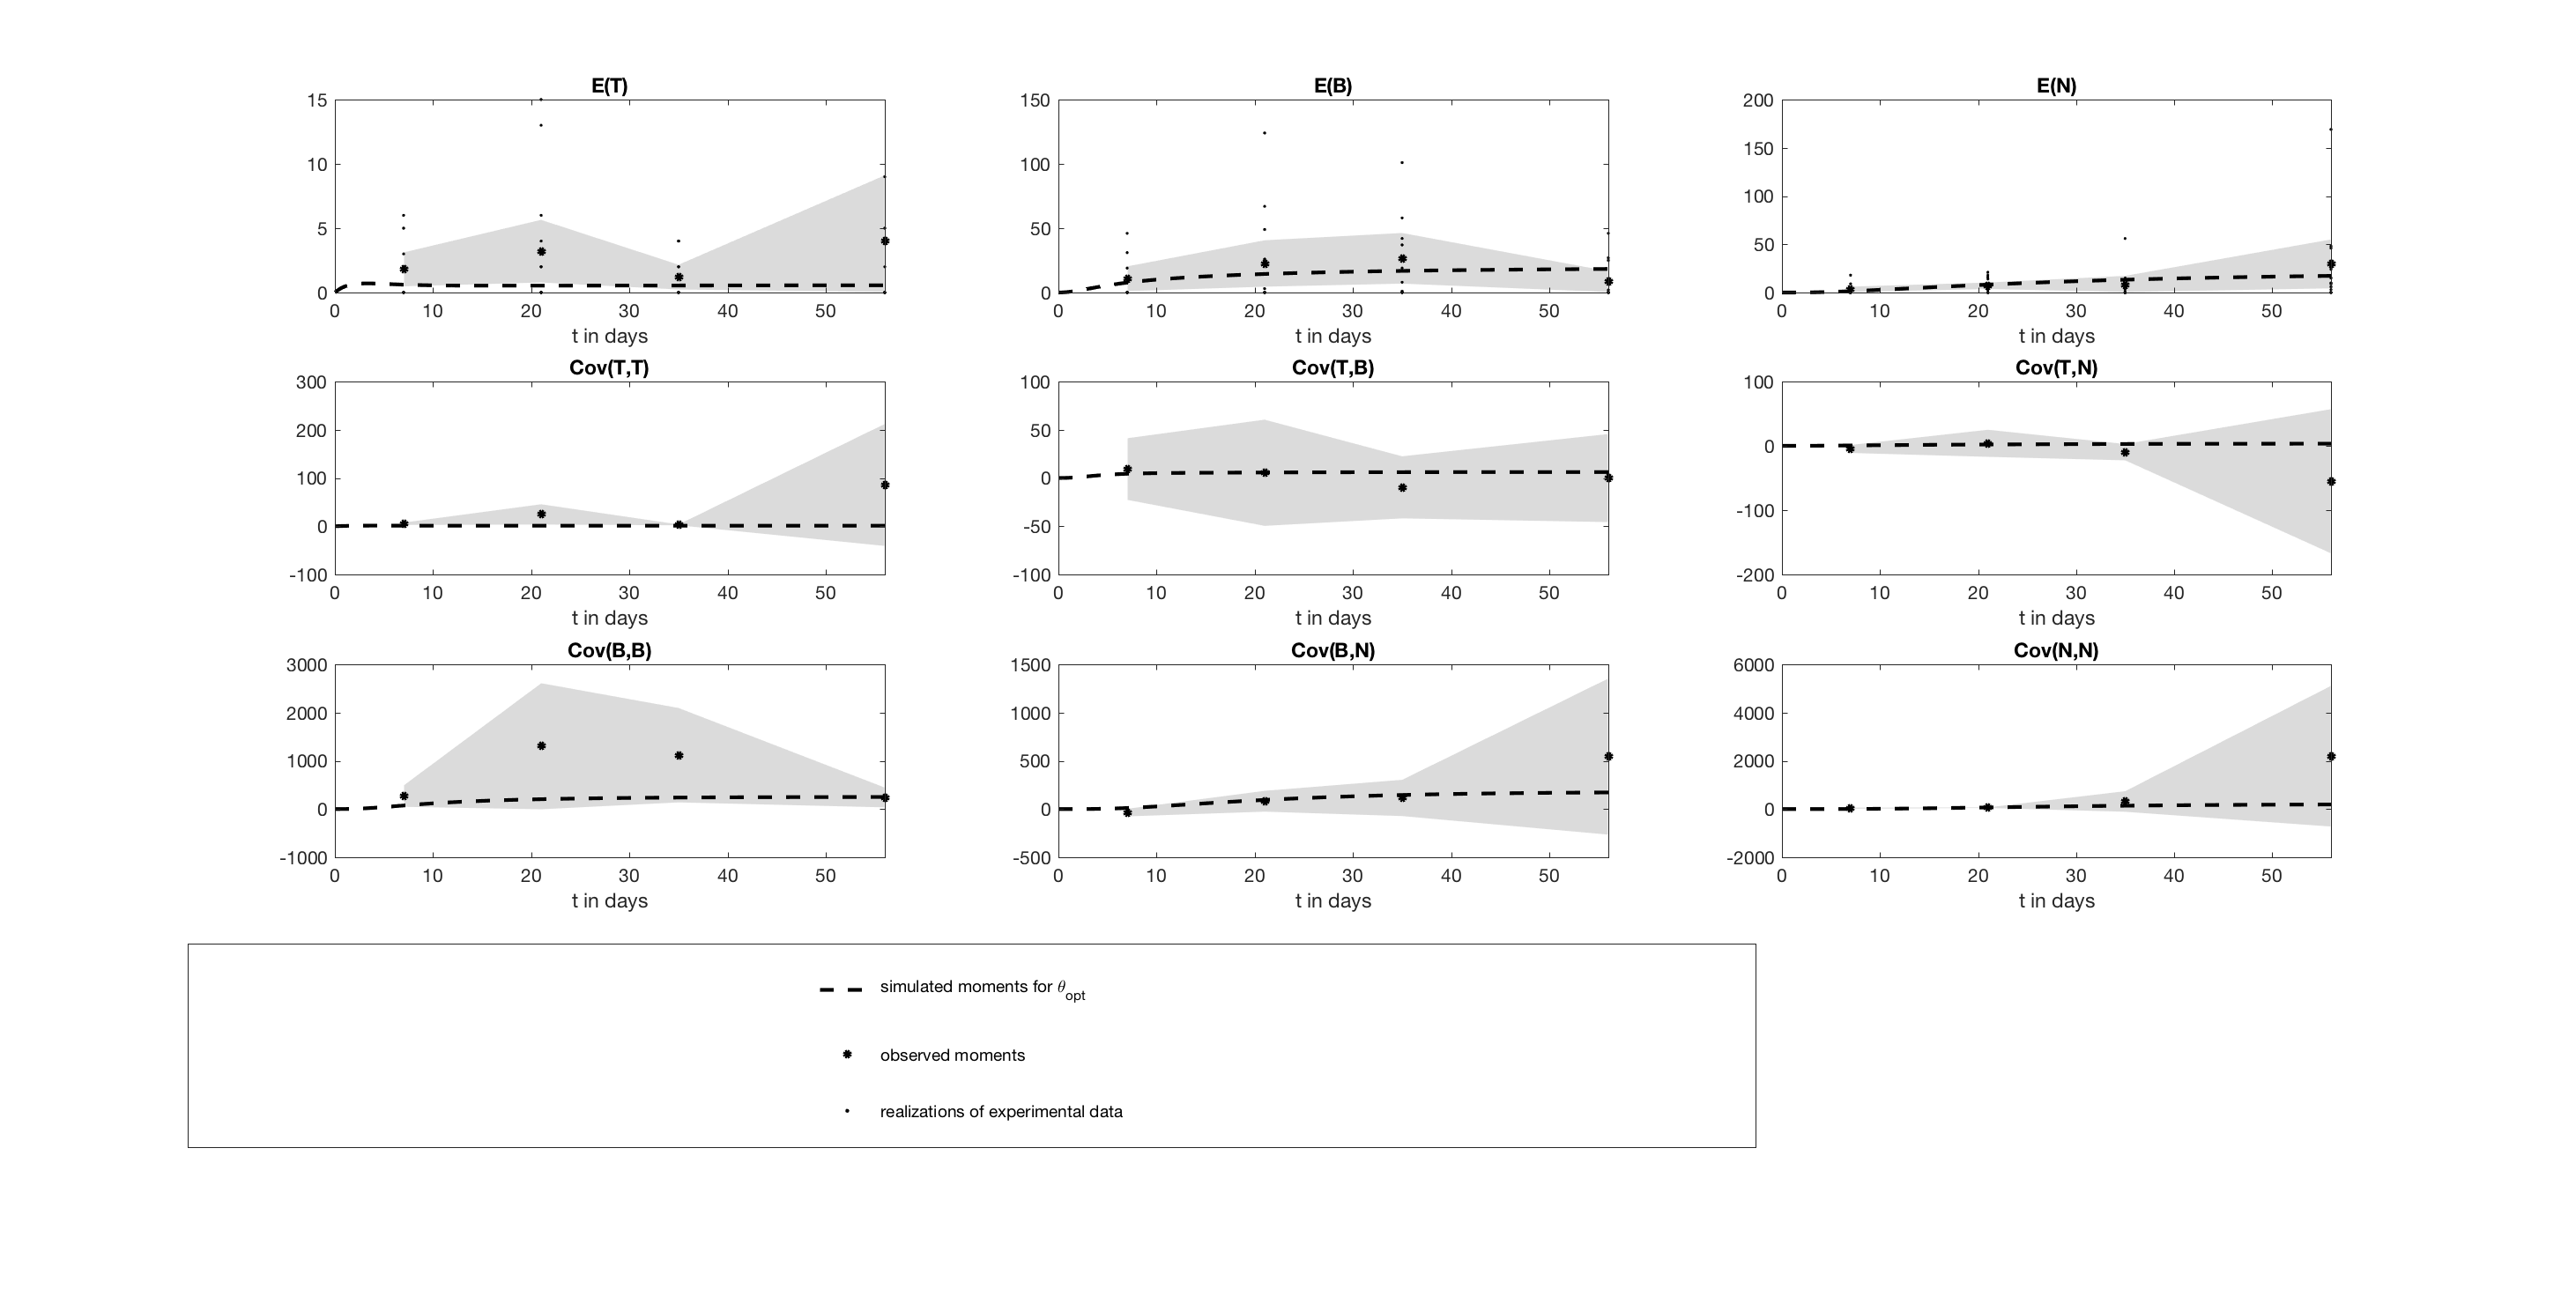 E(T)
15
10
5
0
0 10 20 30 40 50
t in days
E(B)
150
100
50
0
0 10 20 30 40 50
t in days
E(N)
200
150
100
50
0
0 10 20 30 40 50
t in days
Cov(T,T)
300
200
100
0
-100
0 10 20 30 40 50
t in days
Cov(T,B)
100
50
0
-50
-100
0 10 20 30 40 50
t in days
Cov(T,N)
100
0
-100
-200
0 10 20 30 40 50
t in days
Cov(B,B)
3000
2000
1000
0
-1000
0 10 20 30 40 50
t in days
Cov(B,N)
1500
1000
500
0
-500
0 10 20 30 40 50
t in days
Cov(N,N)
6000
4000
2000
0
-2000
0 10 20 30 40 50
t in days
simulated moments for θopt
observed moments
realizations of experimental data